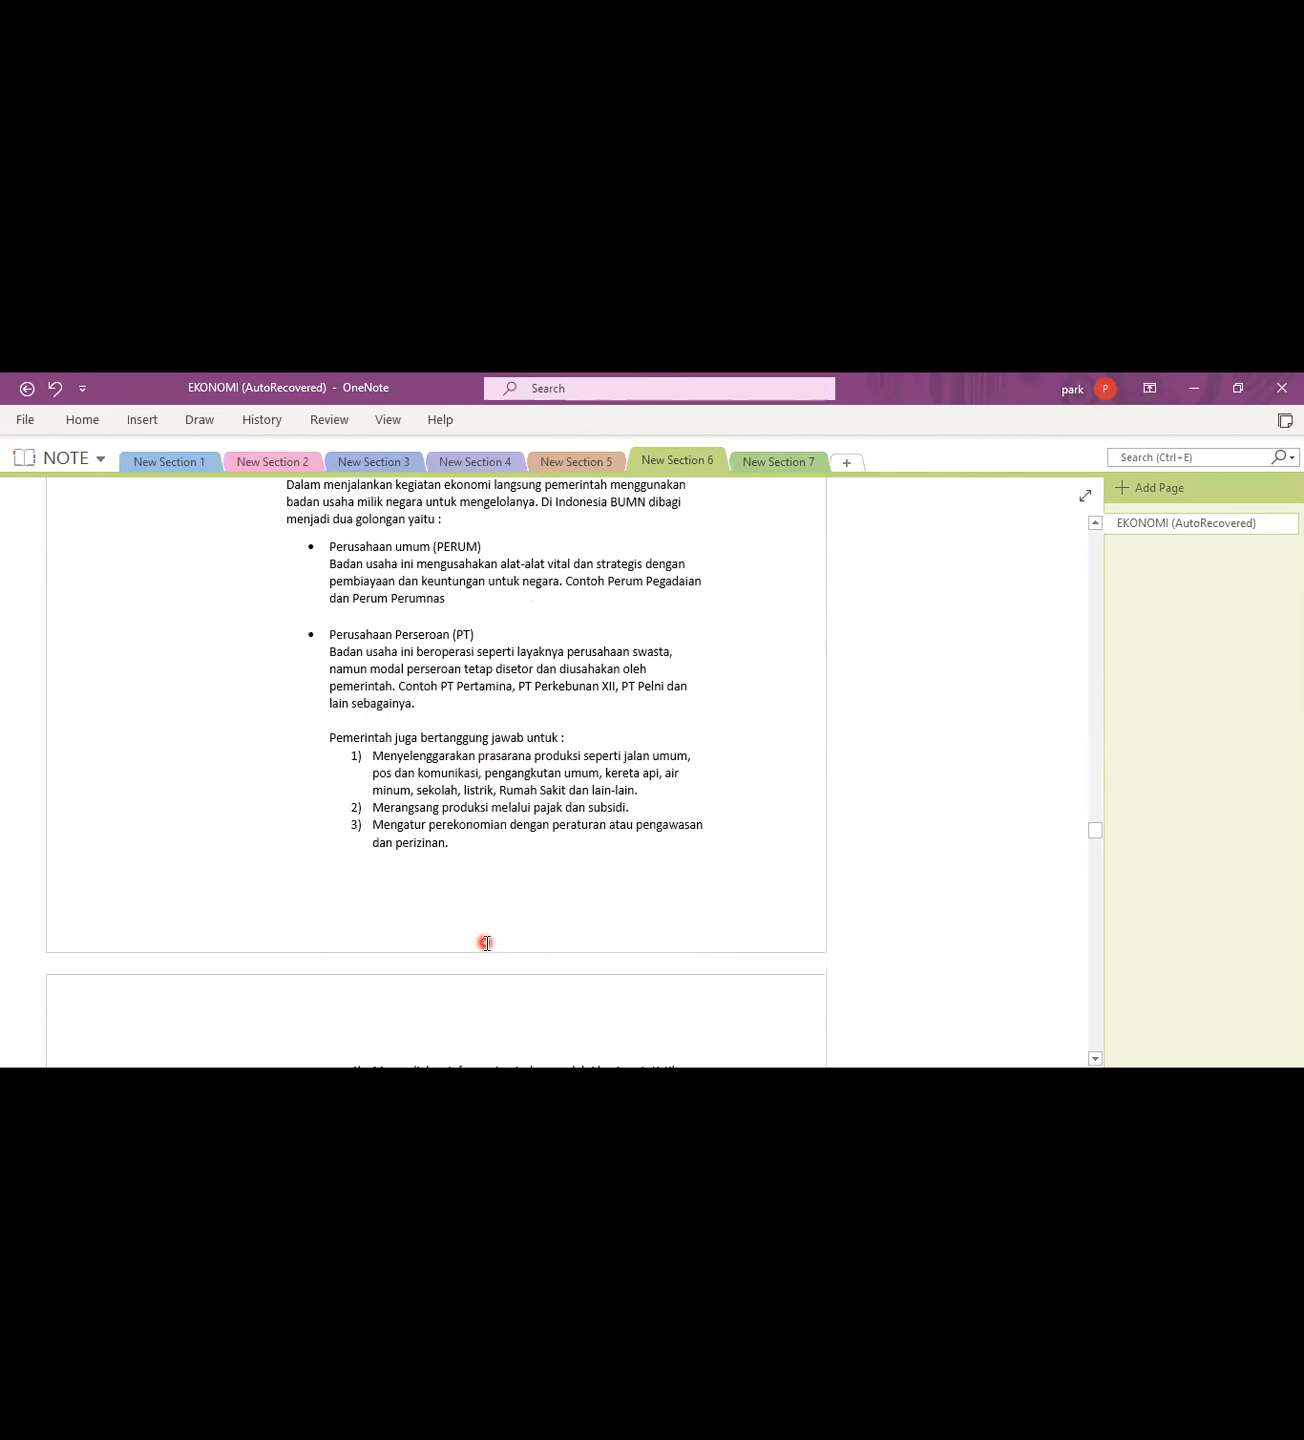 EKONOMI (AutoRecovered) - OneNote
Search
park
P
File Home Insert Draw History Review View Help
NOTE
New Section 1
New Section 2
New Section 3
New Section 4
New Section 5
New Section 6
New Section 7
Search (Ctrl+E)
Add Page
EKONOMI (AutoRecovered)
Dalam menjalankan kegiatan ekonomi langsung pemerintah menggunakan
badan usaha milik negara untuk mengelolanya. Di Indonesia BUMN dibagi
menjadi dua golongan yaitu :
• Perusahaan umum (PERUM)
Badan usaha ini mengusahakan alat-alat vital dan strategis dengan
pembiayaan dan keuntungan untuk negara. Contoh Perum Pegadaian
dan Perum Perumnas
• Perusahaan Perseroan (PT)
Badan usaha ini beroperasi seperti layaknya perusahaan swasta,
namun modal perseroan tetap disetor dan diusahakan oleh
pemerintah. Contoh PT Pertamina, PT Perkebunan XII, PT Pelni dan
lain sebagainya.
Pemerintah juga bertanggung jawab untuk :
1) Menyelenggarakan prasarana produksi seperti jalan umum,
pos dan komunikasi, pengangkutan umum, kereta api, air
minum, sekolah, listrik, Rumah Sakit dan lain-lain.
2) Merangsang produksi melalui pajak dan subsidi.
3) Mengatur perekonomian dengan peraturan atau pengawasan
dan perizinan.